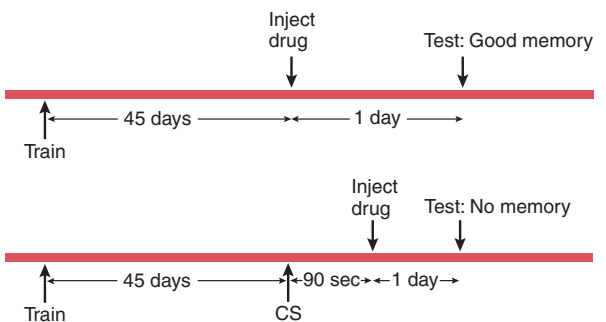 Inject
drug
Test: Good memory
45 days
1 day
Train
Inject
drug
Test: No memory
45 days
90 sec
1 day
Train
CS